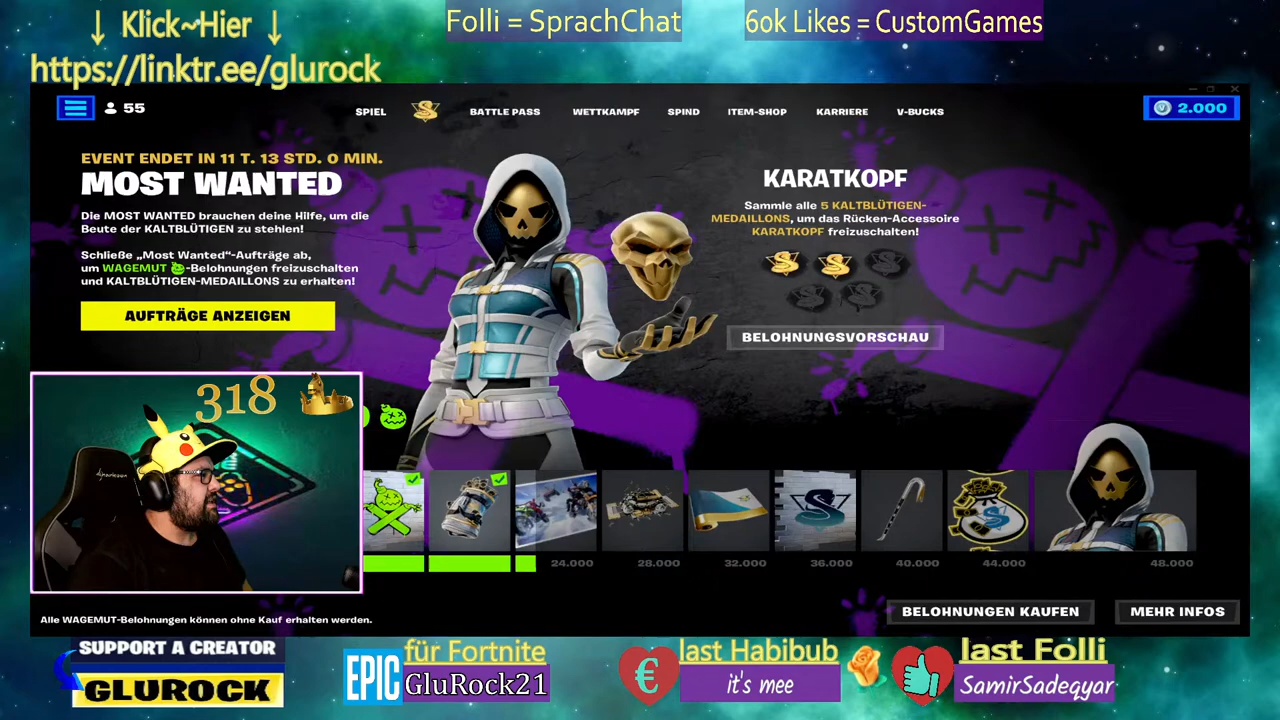 ↓ Klick~Hier ↓
https://linktr.ee/glurock
Folli = SprachChat
60k Likes = CustomGames
55
SPIEL
BATTLE PASS
WETTKAMPF
SPIND
ITEM-SHOP
KARRIERE
V-BUCKS
2.000
EVENT ENDET IN 11 T. 13 STD. 0 MIN.
MOST WANTED
Die MOST WANTED brauchen deine Hilfe, um die
Beute der KALTBLÜTIGEN zu stehlen!
Schließe „Most Wanted“-Aufträge ab,
um WAGEMUT -Belohnungen freizuschalten
und KALTBLÜTIGEN-MEDAILLONS zu erhalten!
AUFTRÄGE ANZEIGEN
KARATKOPF
Sammle alle 5 KALTBLÜTIGEN-
MEDAILLONS, um das Rücken-Accessoire
KARATKOPF freizuschalten!
BELOHNUNGSVORSCHAU
318
24.000
28.000
32.000
36.000
40.000
44.000
48.000
Alle WAGEMUT-Belohnungen können ohne Kauf erhalten werden.
BELOHNUNGEN KAUFEN
MEHR INFOS
SUPPORT A CREATOR
GLUROCK
EPIC
für Fortnite
GluRock21
€
last Habibub
it's mee
last Folli
SamirSadeqyar